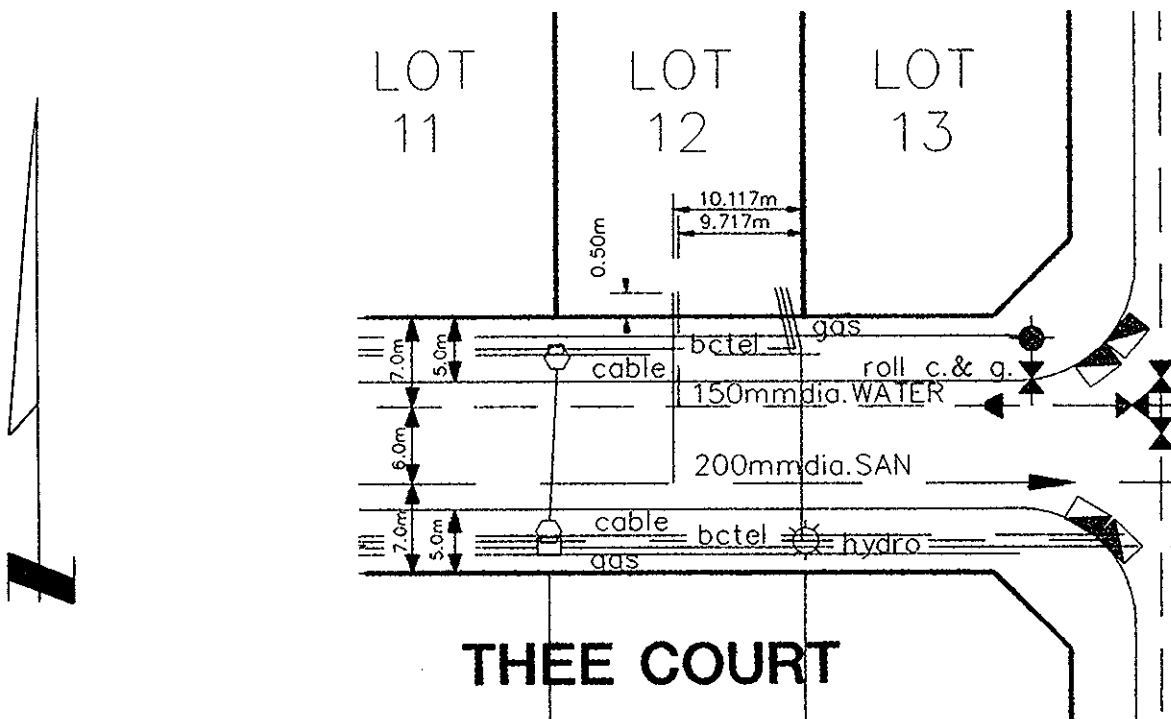 LOT
11
LOT
12
LOT
13
10.117m
9.717m
0.50m
gas
bctel
cable
roll c.& g.
7.0m
5.0m
150mmdia.WATER
6.0m
200mmdia.SAN
7.0m
5.0m
cable
bctel
hydro
gas
THEE COURT